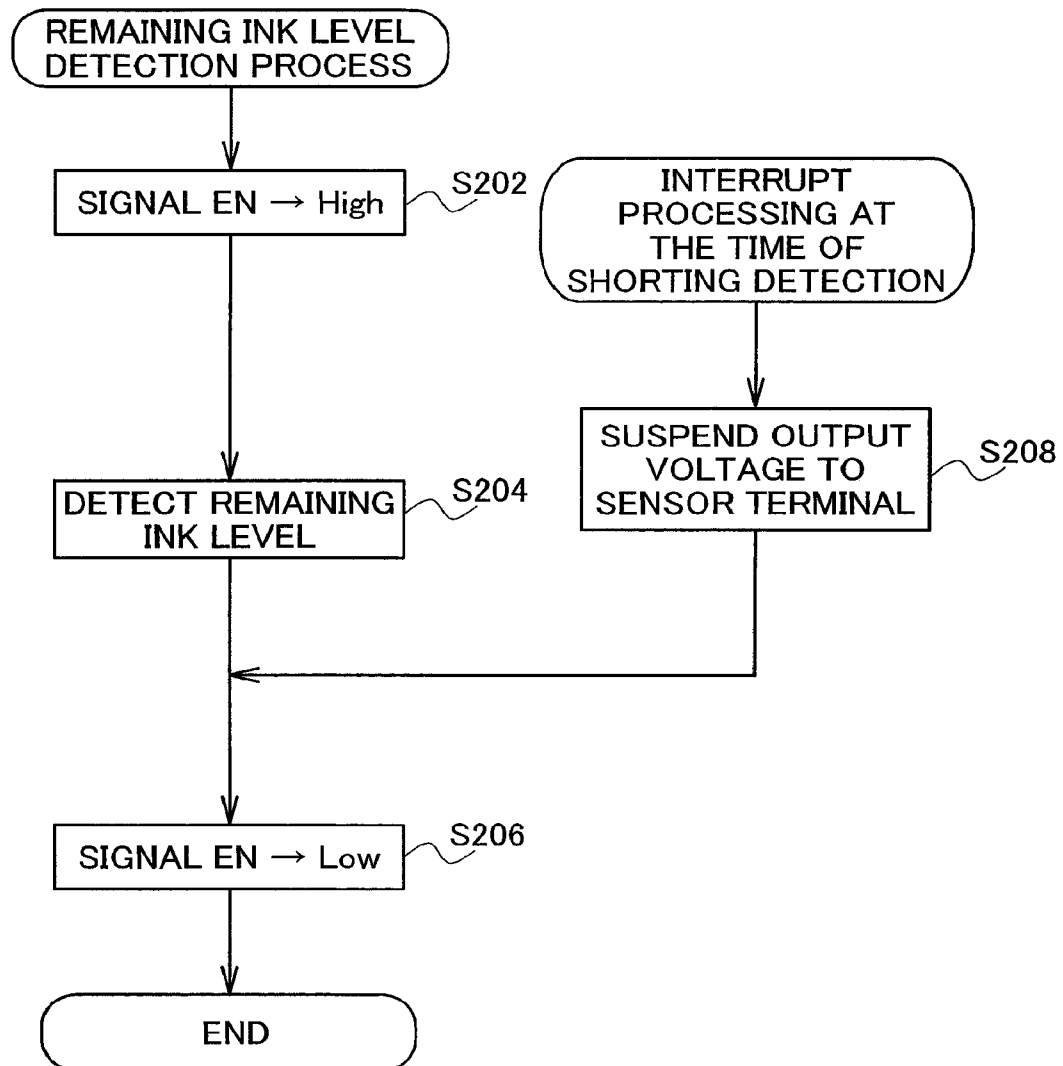 REMAINING INK LEVEL
DETECTION PROCESS
SIGNAL EN → High
S202
INTERRUPT
PROCESSING AT
THE TIME OF
SHORTING DETECTION
DETECT REMAINING
INK LEVEL
S204
SUSPEND OUTPUT
VOLTAGE TO
SENSOR TERMINAL
S208
SIGNAL EN → Low
S206
END